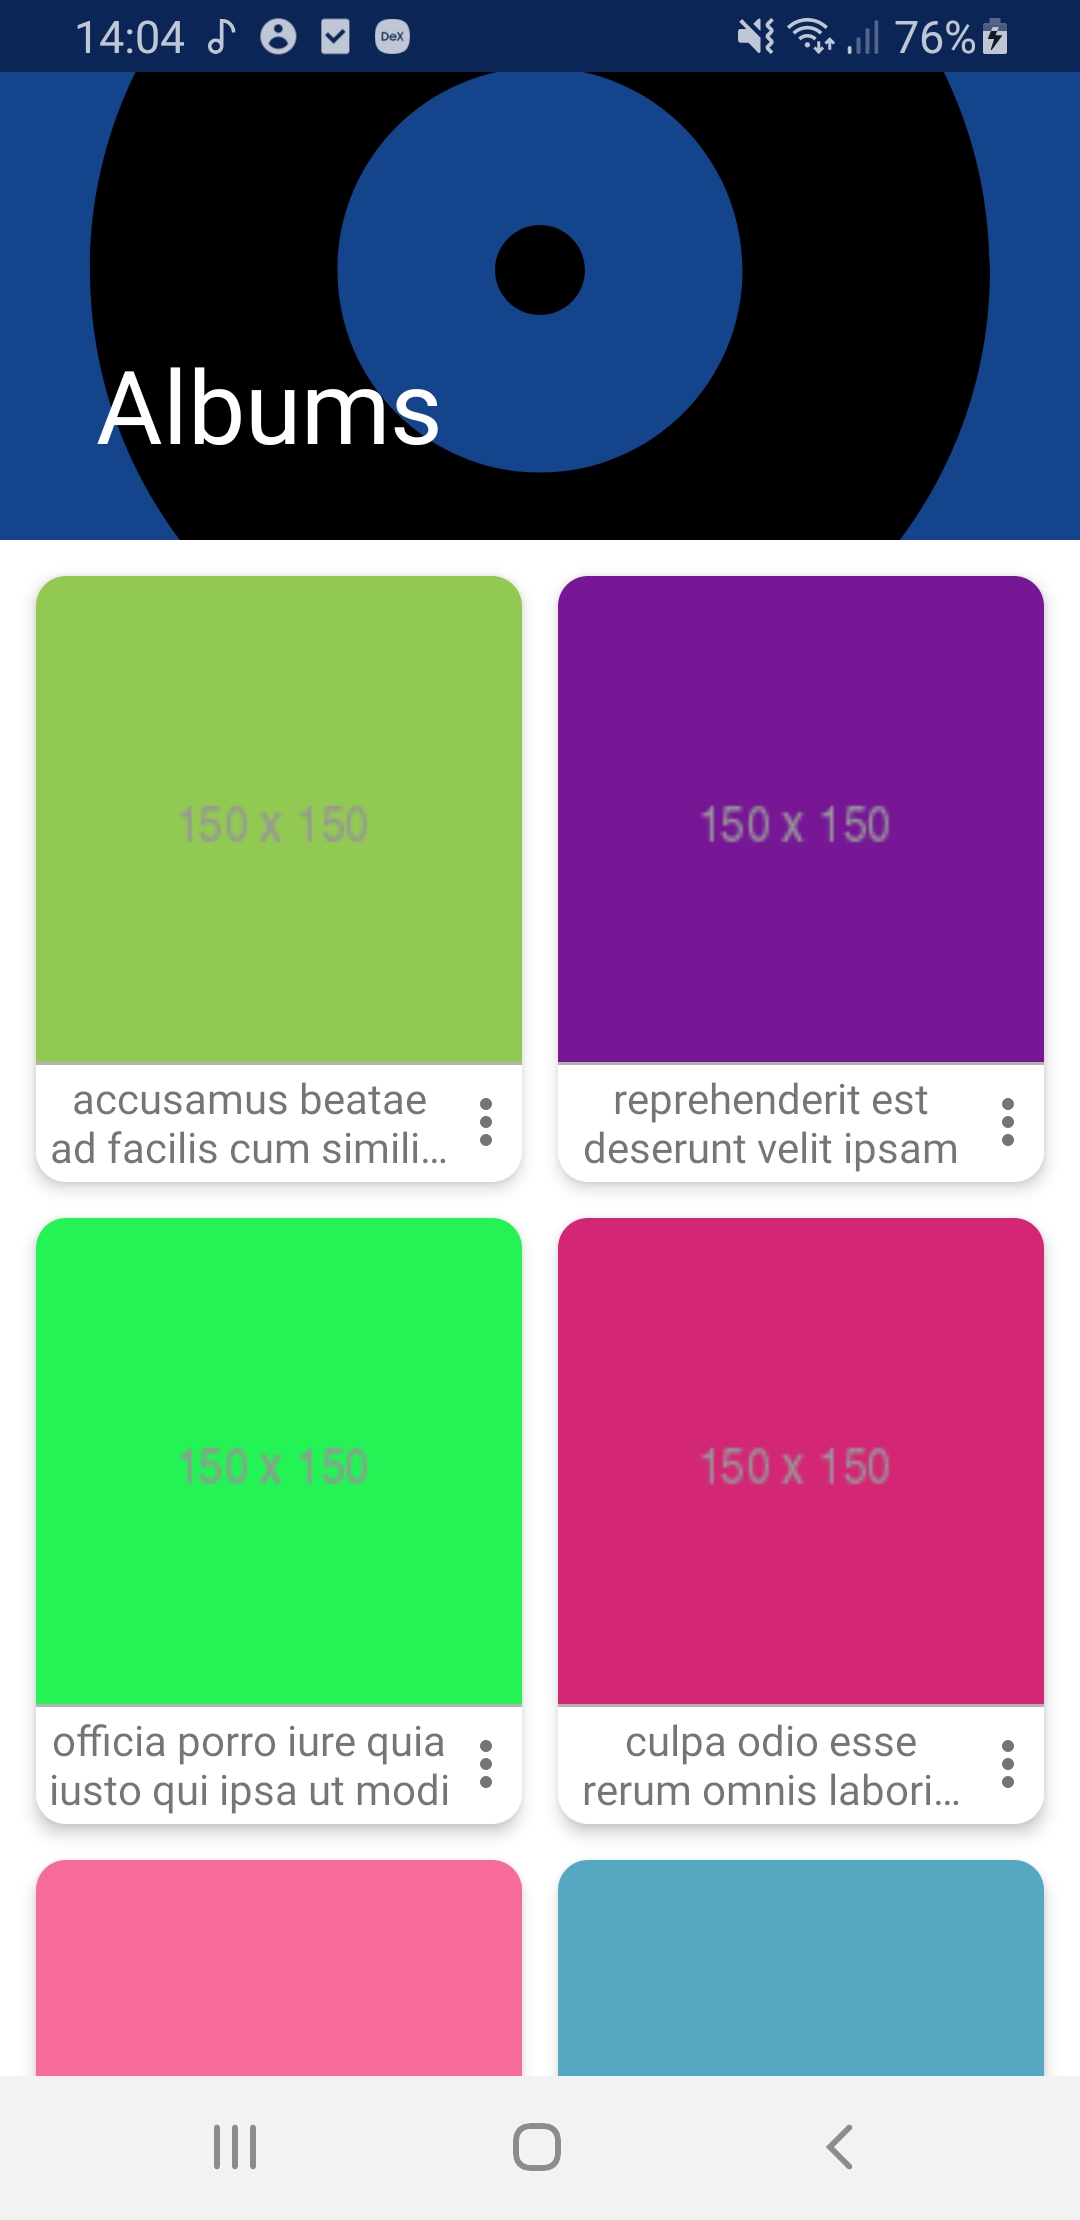 14:04
DeX
76%
Albums
150 x 150
150 x 150
accusamus beatae
ad facilis cum simili...
reprehenderit est
deserunt velit ipsam
150 x 150
150 x 150
officia porro iure quia
iusto qui ipsa ut modi
culpa odio esse
rerum omnis labori...